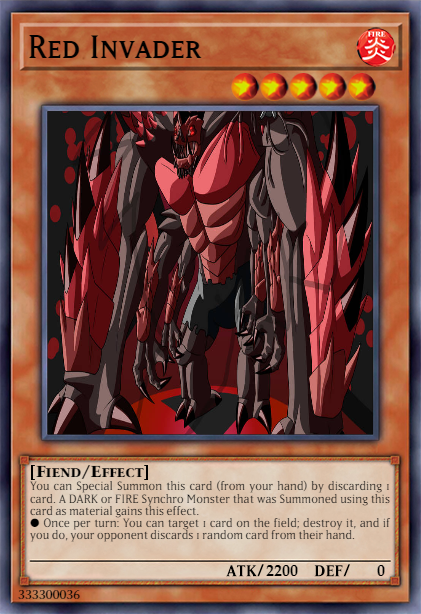 Red Invader
FIRE
炎
[Fiend/Effect]
You can Special Summon this card (from your hand) by discarding 1
card. A DARK or FIRE Synchro Monster that was Summoned using this
card as material gains this effect.
● Once per turn: You can target 1 card on the field; destroy it, and if
you do, your opponent discards 1 random card from their hand.
ATK/2200 DEF/ 0
333300036